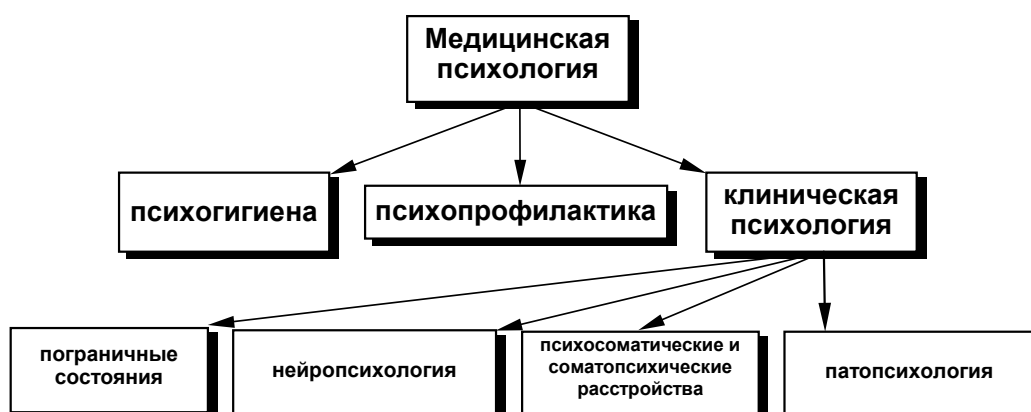 Медицинская
психология
психогигиена
психопрофилактика
клиническая
психология
пограничные
состояния
нейропсихология
психосоматические и
соматопсихические
расстройства
патопсихология